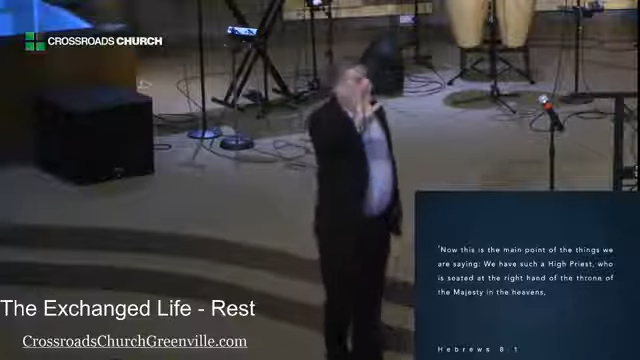 CROSSROADS CHURCH
'Now this is the main point of the things we
are saying: We have such a High Priest, who
is seated at the right hand of the throne of
the Majesty in the heavens,
Hebrews 8:1
The Exchanged Life - Rest
CrossroadsChurchGreenville.com